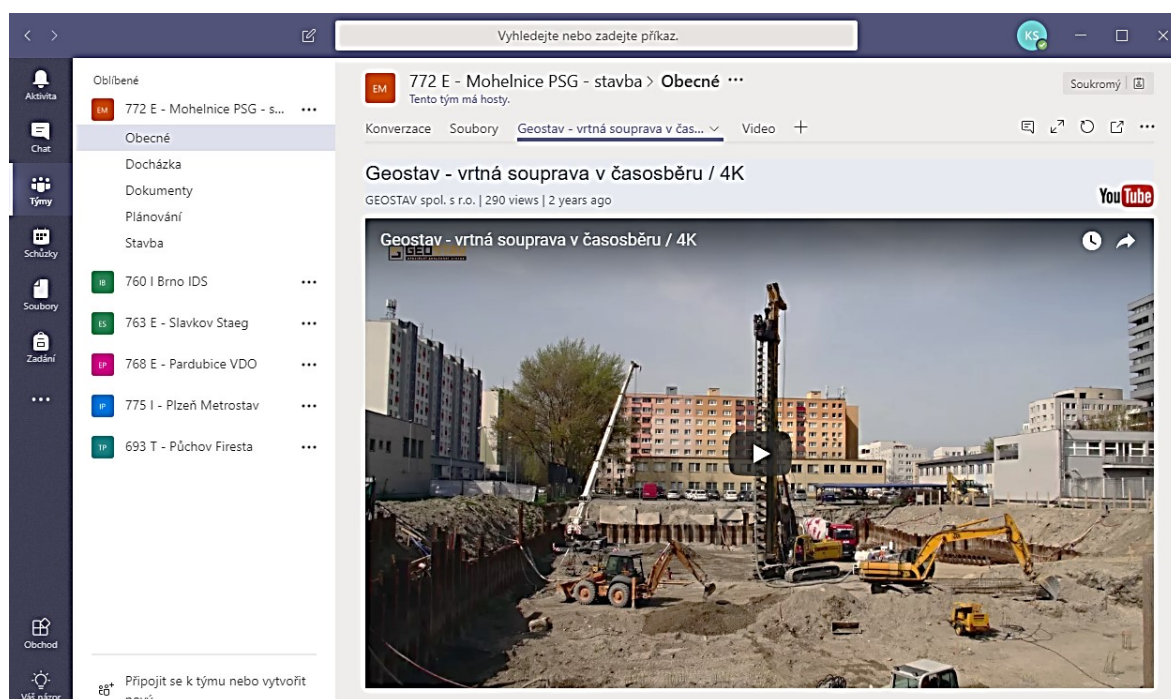 Vyhledejte nebo zadejte příkaz.
KS
Aktivita
Chat
Týmy
Schůzky
Soubory
Zadání
Obchod
Váš názor
Oblíbené
EM 772 E - Mohelnice PSG - s...
Obecné
Docházka
Dokumenty
Plánování
Stavba
IB 760 I Brno IDS
ES 763 E - Slavkov Staeg
EP 768 E - Pardubice VDO
IP 775 I - Plzeň Metrostav
TP 693 T - Púchov Firesta
Připojit se k týmu nebo vytvořit
EM 772 E - Mohelnice PSG - stavba > Obecné
Tento tým má hosty.
Soukromý
Konverzace Soubory Geostav - vrtná souprava v čas... Video
Geostav - vrtná souprava v časosběru / 4K
GEOSTAV spol. s r.o. | 290 views | 2 years ago
YouTube
Geostav - vrtná souprava v časosběru / 4K